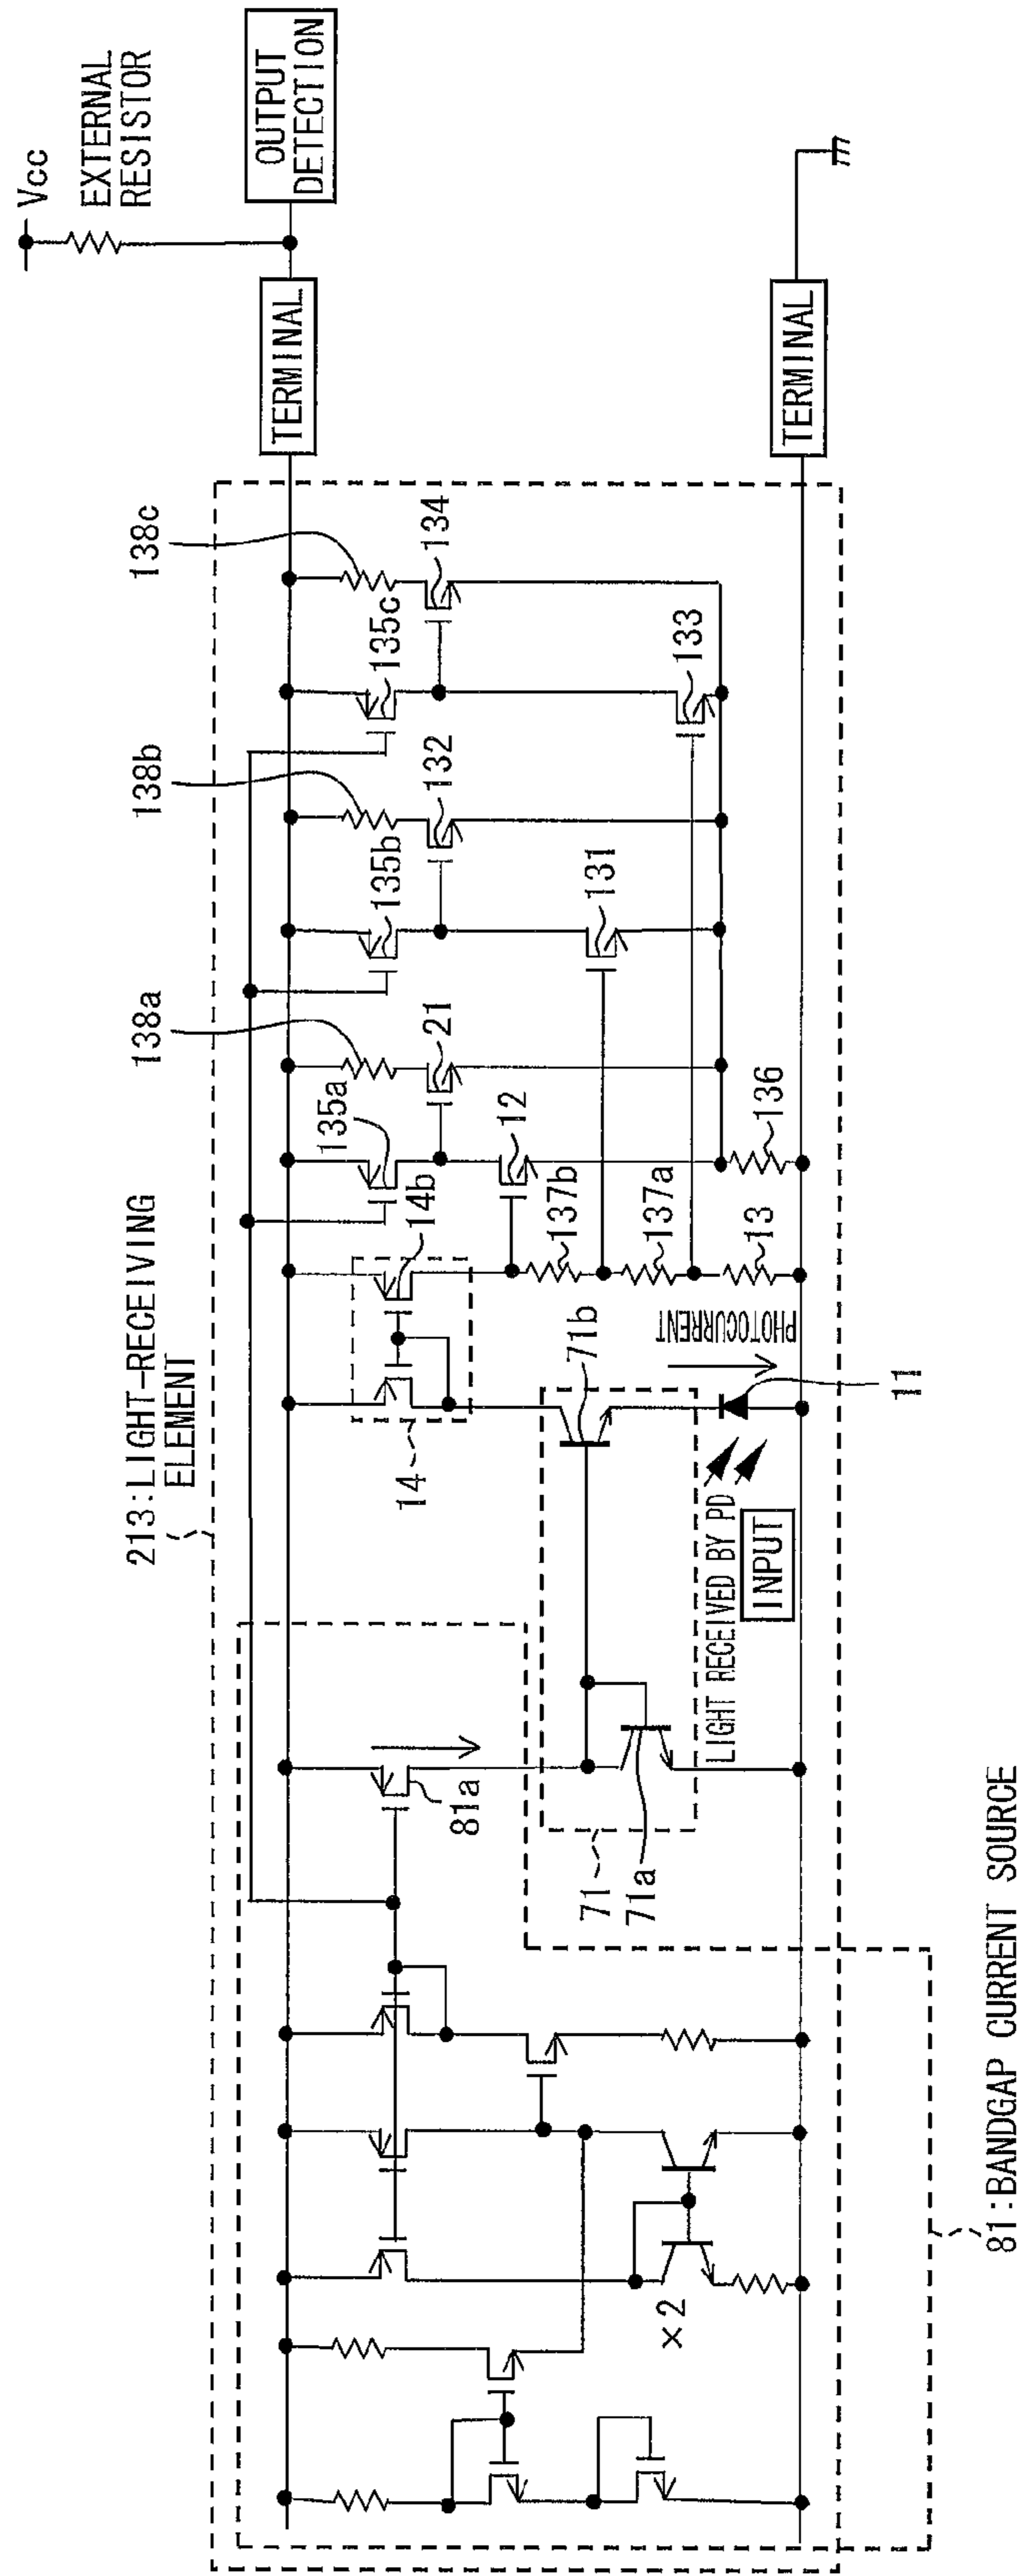 Vcc
EXTERNAL
RESISTOR
OUTPUT
DETECTION
TERMINAL
TERMINAL
213:LIGHT-RECEIVING
ELEMENT
138a
138b
138c
135a
135b
135c
21
132
134
12
131
133
14
14b
137b
137a
13
136
81a
71
71a
71b
PHOTOCURRENT
11
LIGHT RECEIVED BY PD
INPUT
×2
81:BANDGAP CURRENT SOURCE